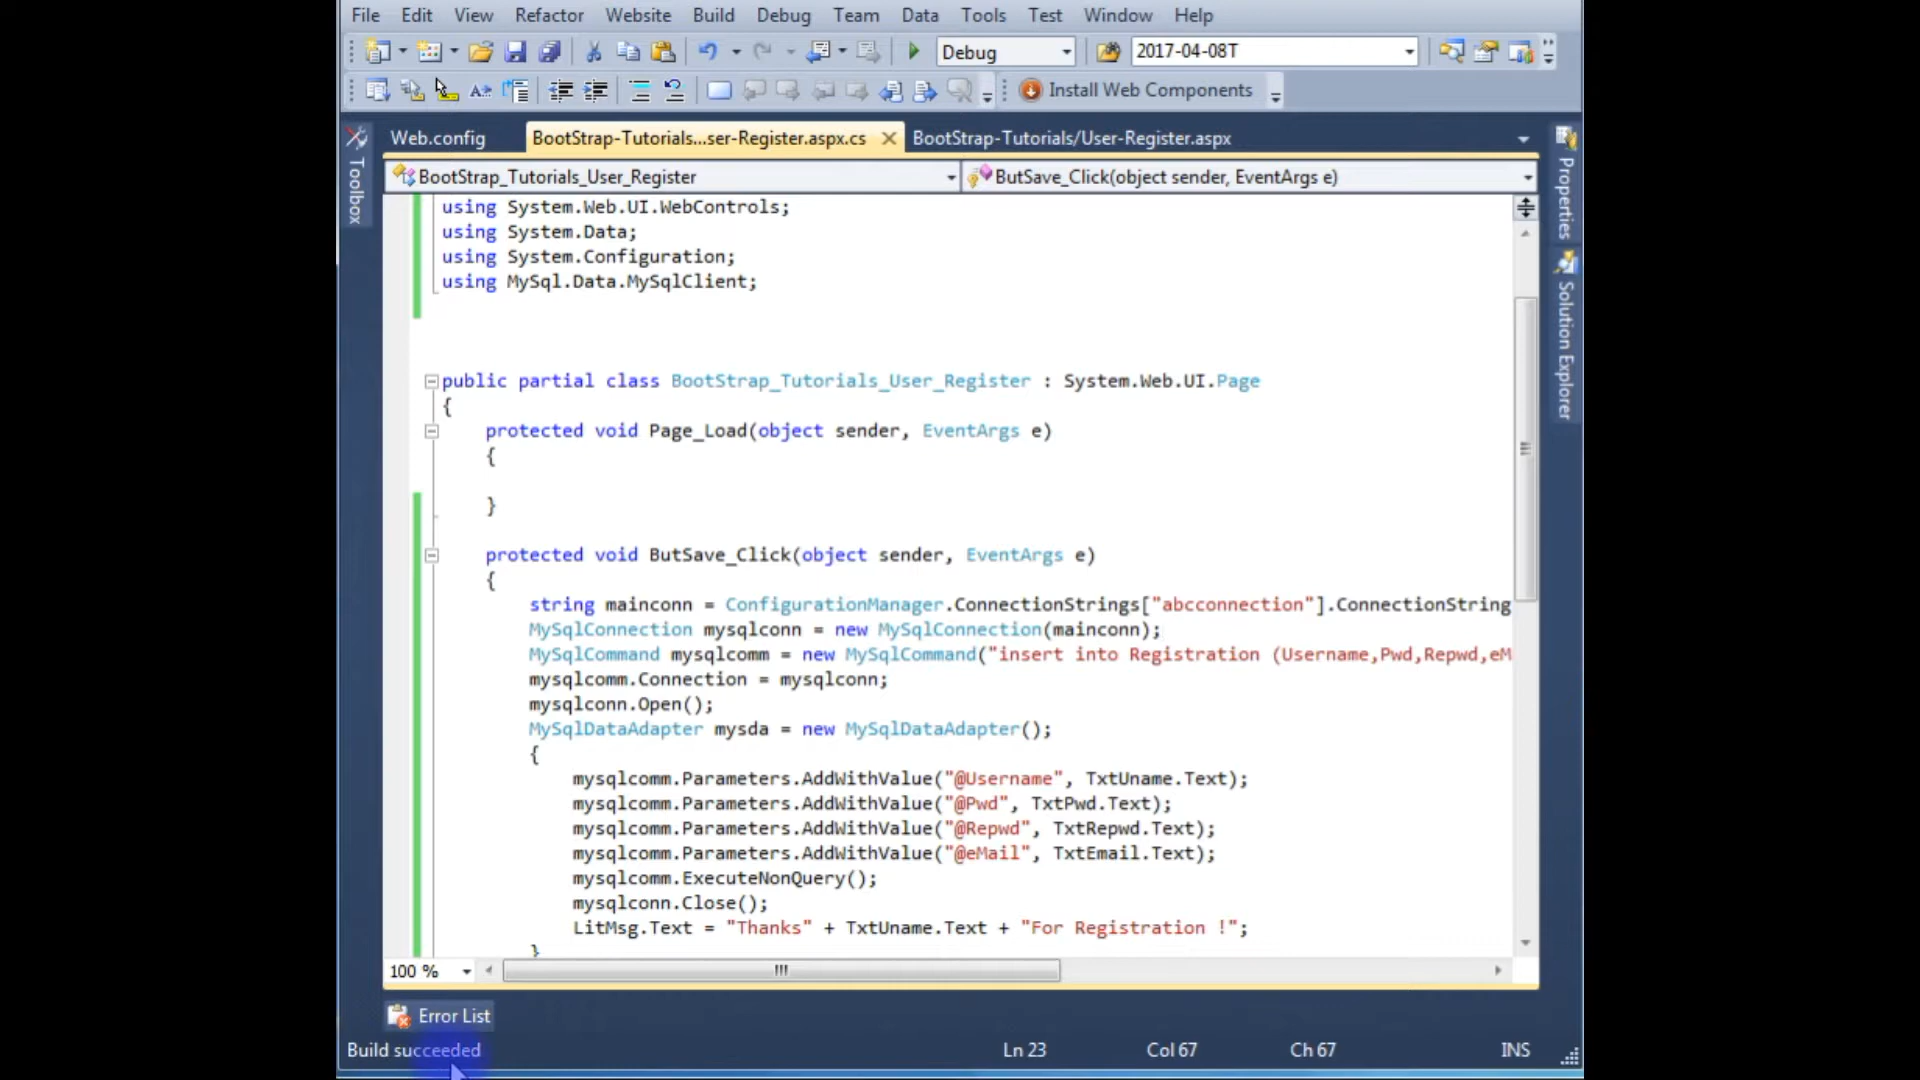 File Edit View Refactor Website Build Debug Team Data Tools Test Window Help
Debug 2017-04-08T
Install Web Components
Web.config BootStrap-Tutorials...ser-Register.aspx.cs BootStrap-Tutorials/User-Register.aspx
BootStrap_Tutorials_User_Register ButSave_Click(object sender, EventArgs e)
Toolbox
Properties
Solution Explorer
using System.Web.UI.WebControls;
using System.Data;
using System.Configuration;
using MySql.Data.MySqlClient;
public partial class BootStrap_Tutorials_User_Register : System.Web.UI.Page
{
protected void Page_Load(object sender, EventArgs e)
{
}
protected void ButSave_Click(object sender, EventArgs e)
{
string mainconn = ConfigurationManager.ConnectionStrings["abcconnection"].ConnectionString
MySqlConnection mysqlconn = new MySqlConnection(mainconn);
MySqlCommand mysqlcomm = new MySqlCommand("insert into Registration (Username,Pwd,Repwd,eM
mysqlcomm.Connection = mysqlconn;
mysqlconn.Open();
MySqlDataAdapter mysda = new MySqlDataAdapter();
{
mysqlcomm.Parameters.AddWithValue("@Username", TxtUname.Text);
mysqlcomm.Parameters.AddWithValue("@Pwd", TxtPwd.Text);
mysqlcomm.Parameters.AddWithValue("@Repwd", TxtRepwd.Text);
mysqlcomm.Parameters.AddWithValue("@eMail", TxtEmail.Text);
mysqlcomm.ExecuteNonQuery();
mysqlconn.Close();
LitMsg.Text = "Thanks" + TxtUname.Text + "For Registration !";
}
100 %
Error List
Build succeeded Ln 23 Col 67 Ch 67 INS